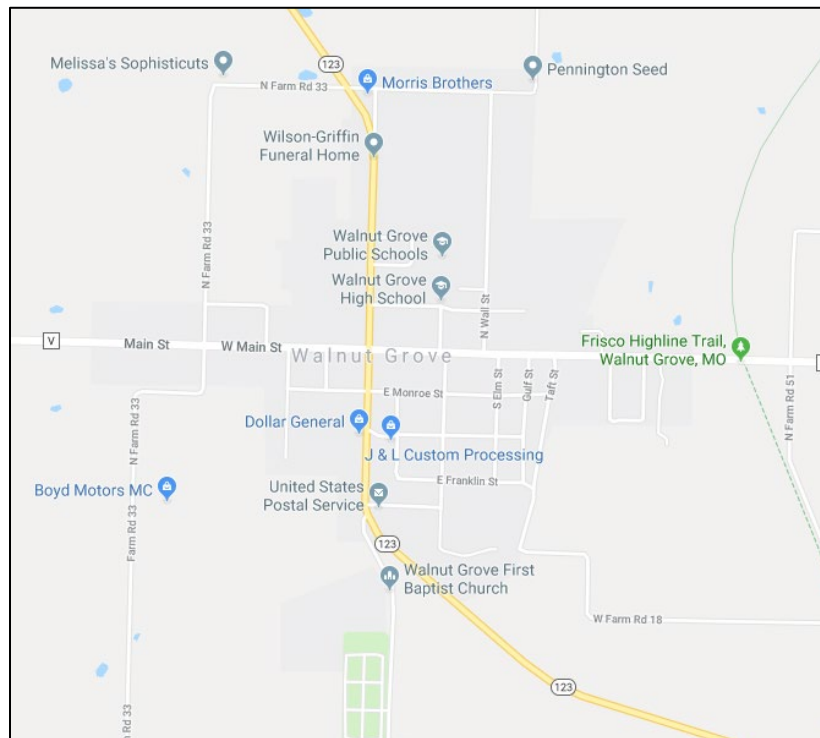 Melissa's Sophisticuts
123
Pennington Seed
N Farm Rd 33
Morris Brothers
Wilson-Griffin
Funeral Home
Walnut Grove
Public Schools
N Farm Rd 33
Walnut Grove
High School
N Wall St
V
Main St
W Main St
Walnut Grove
Frisco Highline Trail,
Walnut Grove, MO
S Elm St
Gulf St
Taft St
N Farm Rd 51
E Monroe St
N Farm Rd 33
Dollar General
J & L Custom Processing
Boyd Motors MC
United States
Postal Service
E Franklin St
Farm Rd 33
123
Walnut Grove First
Baptist Church
W Farm Rd 18
123